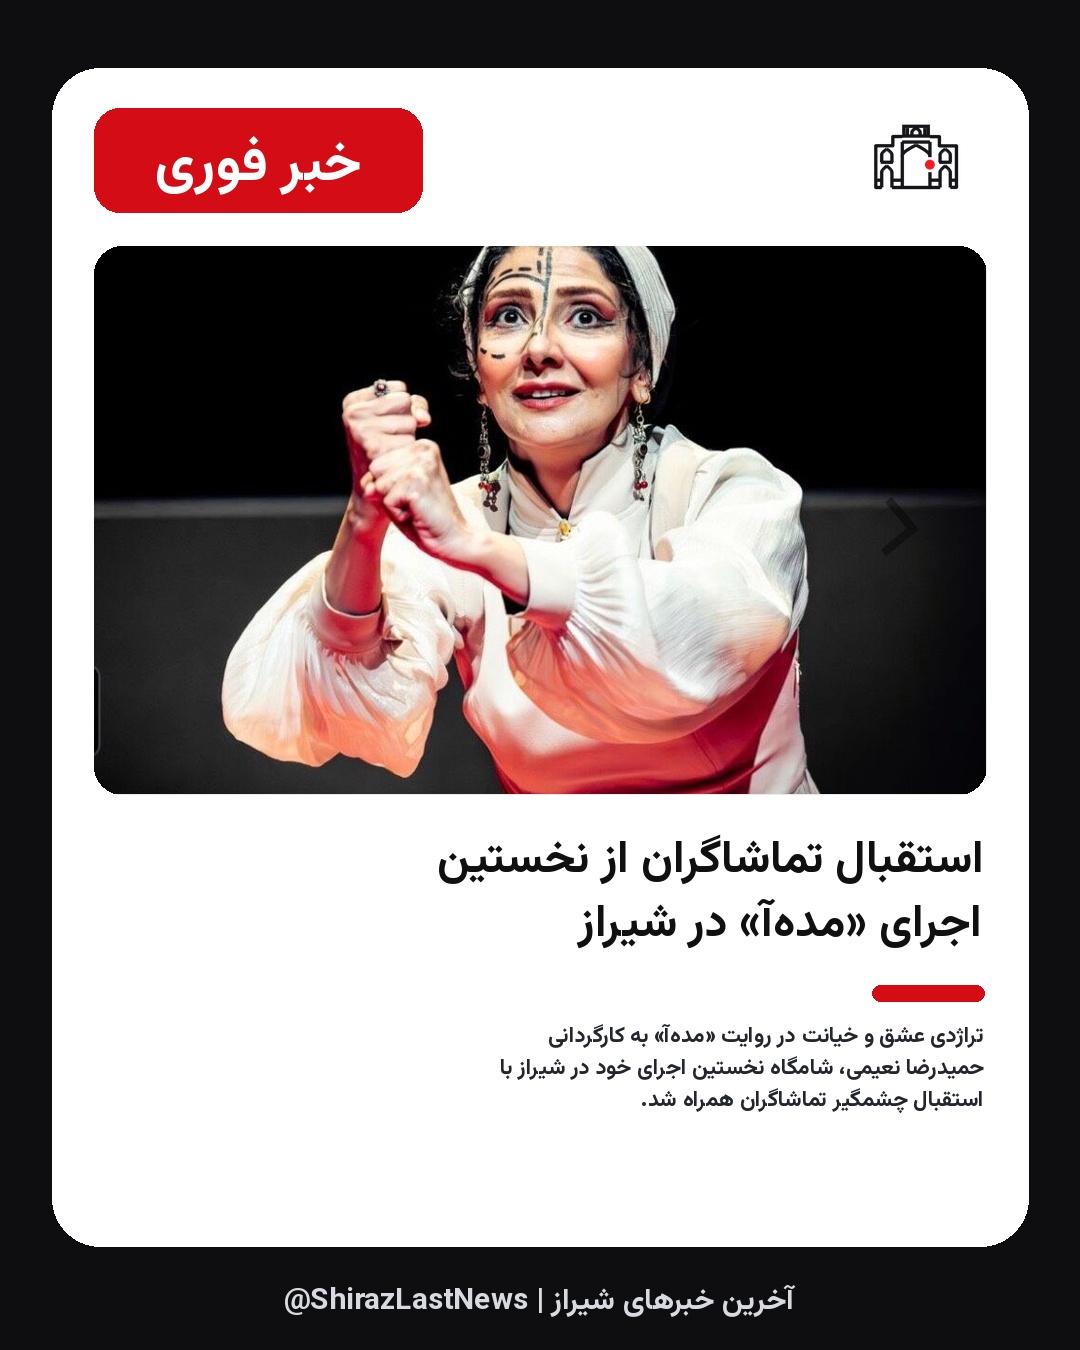 خبر فوری
استقبال تماشاگران از نخستین
اجرای «مده‌آ» در شیراز
تراژدی عشق و خیانت در روایت «مده‌آ» به کارگردانی
حمیدرضا نعیمی، شامگاه نخستین اجرای خود در شیراز با
استقبال چشمگیر تماشاگران همراه شد.
آخرین خبرهای شیراز | @ShirazLastNews